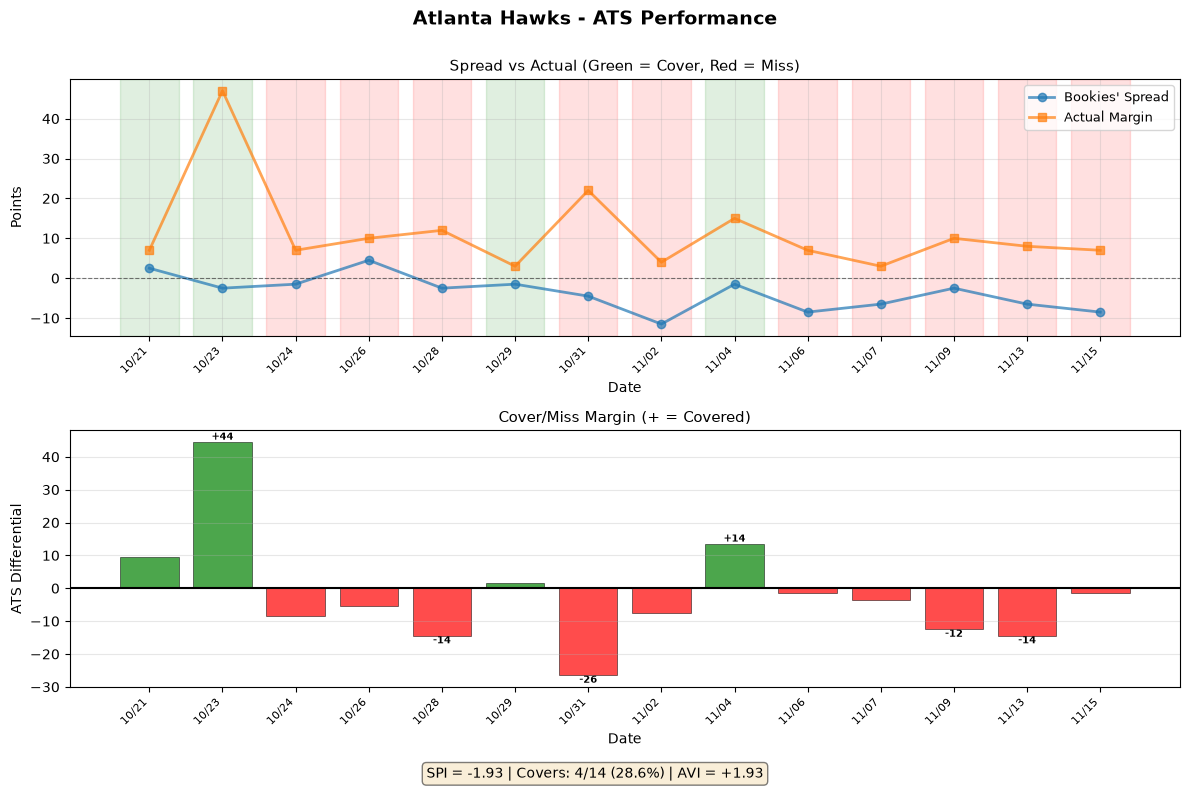 Atlanta Hawks - ATS Performance
Spread vs Actual (Green = Cover, Red = Miss)
Bookies' Spread
Actual Margin
Points
40
30
20
10
0
−10
10/21 10/23 10/24 10/26 10/28 10/29 10/31 11/02 11/04 11/06 11/07 11/09 11/13 11/15
Date
Cover/Miss Margin (+ = Covered)
ATS Differential
40
30
20
10
0
−10
−20
−30
+44
-14
-26
+14
-12
-14
10/21 10/23 10/24 10/26 10/28 10/29 10/31 11/02 11/04 11/06 11/07 11/09 11/13 11/15
Date
SPI = -1.93 | Covers: 4/14 (28.6%) | AVI = +1.93